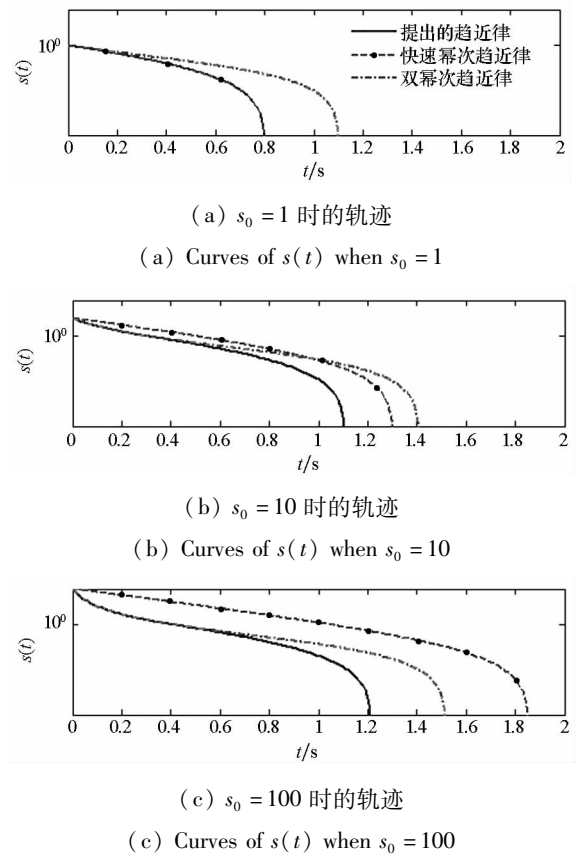 10⁰
s(t)
提出的趋近律
快速幂次趋近律
双幂次趋近律
0 0.2 0.4 0.6 0.8 1 1.2 1.4 1.6 1.8 2
t/s
(a) s₀ = 1 时的轨迹
(a) Curves of s(t) when s₀ = 1
10⁰
s(t)
0 0.2 0.4 0.6 0.8 1 1.2 1.4 1.6 1.8 2
t/s
(b) s₀ = 10 时的轨迹
(b) Curves of s(t) when s₀ = 10
10⁰
s(t)
0 0.2 0.4 0.6 0.8 1 1.2 1.4 1.6 1.8 2
t/s
(c) s₀ = 100 时的轨迹
(c) Curves of s(t) when s₀ = 100